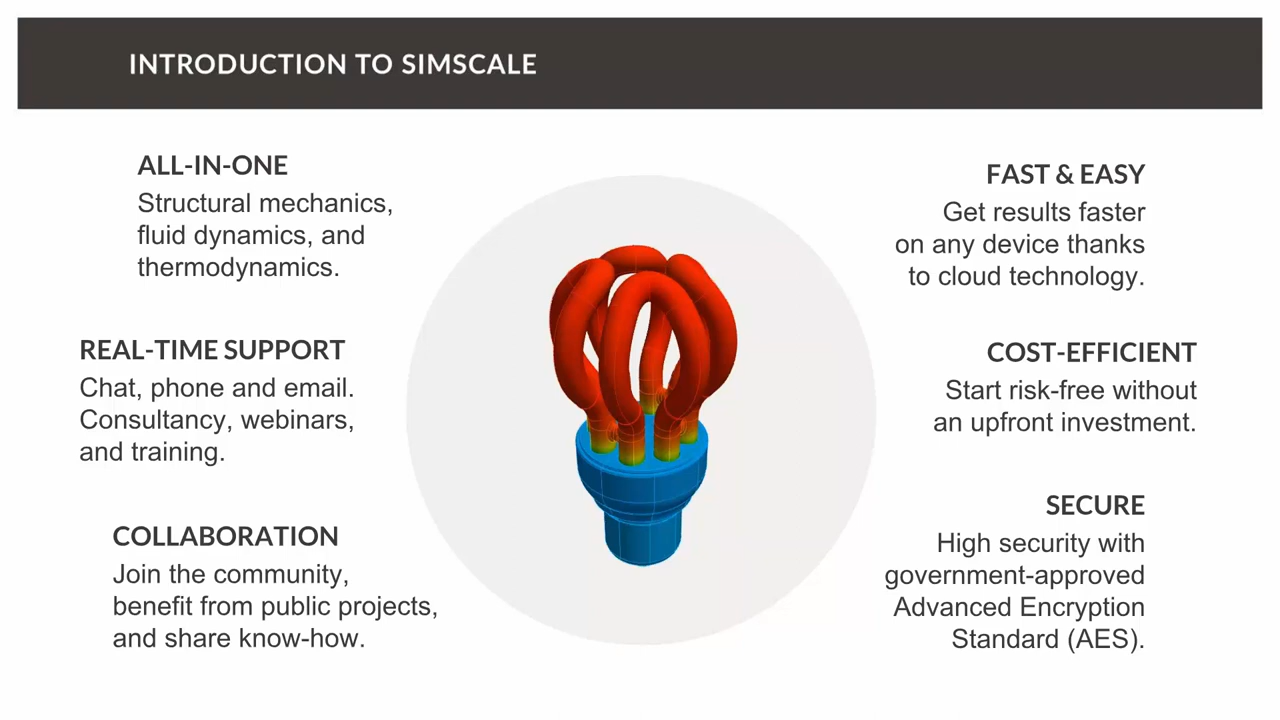 INTRODUCTION TO SIMSCALE
ALL-IN-ONE
Structural mechanics,
fluid dynamics, and
thermodynamics.
REAL-TIME SUPPORT
Chat, phone and email.
Consultancy, webinars,
and training.
COLLABORATION
Join the community,
benefit from public projects,
and share know-how.
FAST & EASY
Get results faster
on any device thanks
to cloud technology.
COST-EFFICIENT
Start risk-free without
an upfront investment.
SECURE
High security with
government-approved
Advanced Encryption
Standard (AES).